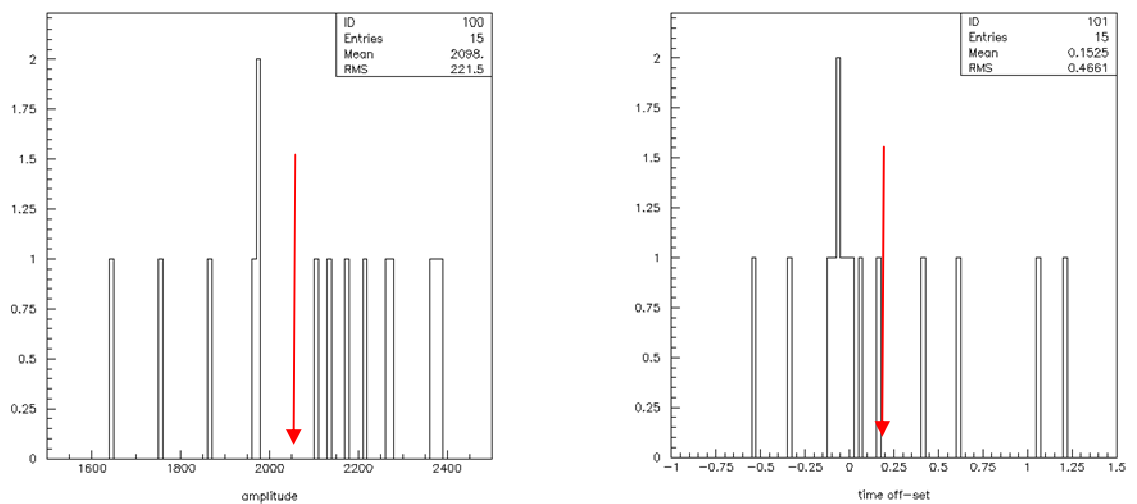 ID 100
Entries 15
Mean 2098.
RMS 221.5
2
1.75
1.5
1.25
1
0.75
0.5
0.25
0
1600 1800 2000 2200 2400
amplitude
ID 101
Entries 15
Mean 0.1525
RMS 0.4661
2
1.75
1.5
1.25
1
0.75
0.5
0.25
0
-1 -0.75 -0.5 -0.25 0 0.25 0.5 0.75 1 1.25 1.5
time off-set